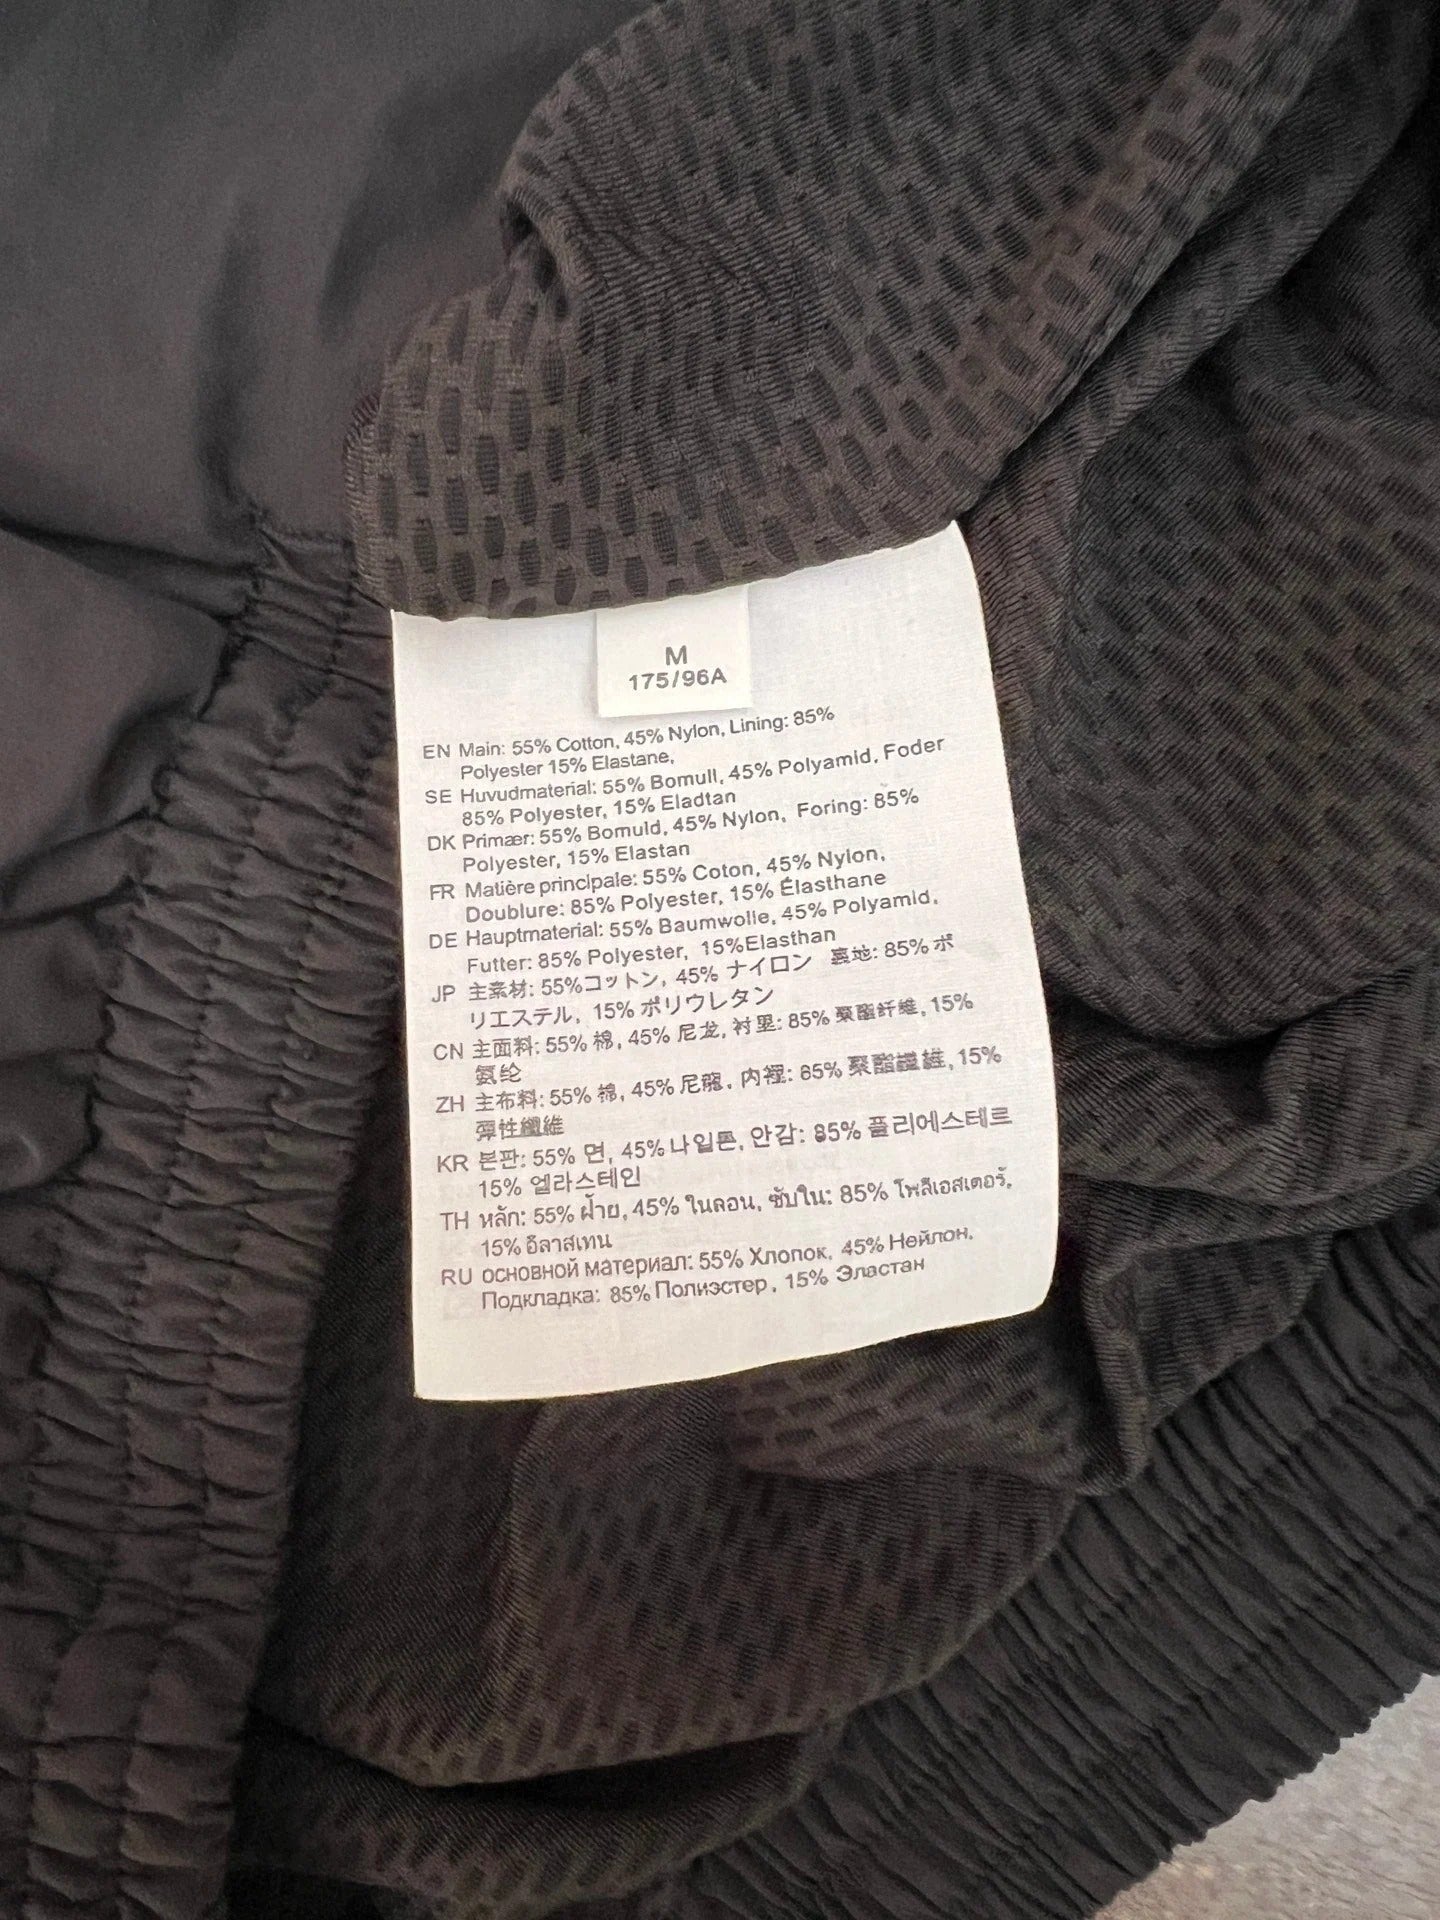 M
175/96A
EN Main: 55% Cotton, 45% Nylon, Lining: 85%
Polyester 15% Elastane,
SE Huvudmaterial: 55% Bomull, 45% Polyamid, Foder
85% Polyester, 15% Eladtan
DK Primær: 55% Bomuld, 45% Nylon, Foring: 85%
Polyester, 15% Elastan
FR Matière principale: 55% Coton, 45% Nylon,
Doublure: 85% Polyester, 15% Élasthane
DE Hauptmaterial: 55% Baumwolle, 45% Polyamid,
Futter: 85% Polyester, 15%Elasthan
JP 主素材: 55%コットン, 45% ナイロン 裏地: 85% ポ
リエステル, 15% ポリウレタン
CN 主面料: 55% 棉, 45% 尼龙, 衬里: 85% 聚酯纤维, 15%
氨纶
ZH 主布料: 55% 棉, 45% 尼龍, 內裡: 85% 聚酯纖維, 15%
彈性纖維
KR 본판: 55% 면, 45% 나일론, 안감: 85% 폴리에스테르
15% 엘라스테인
TH หลัก: 55% ฝ้าย, 45% ไนลอน, ซับใน: 85% โพลีเอสเตอร์,
15% อีลาสเทน
RU основной материал: 55% Хлопок, 45% Нейлон,
Подкладка: 85% Полиэстер, 15% Эластан